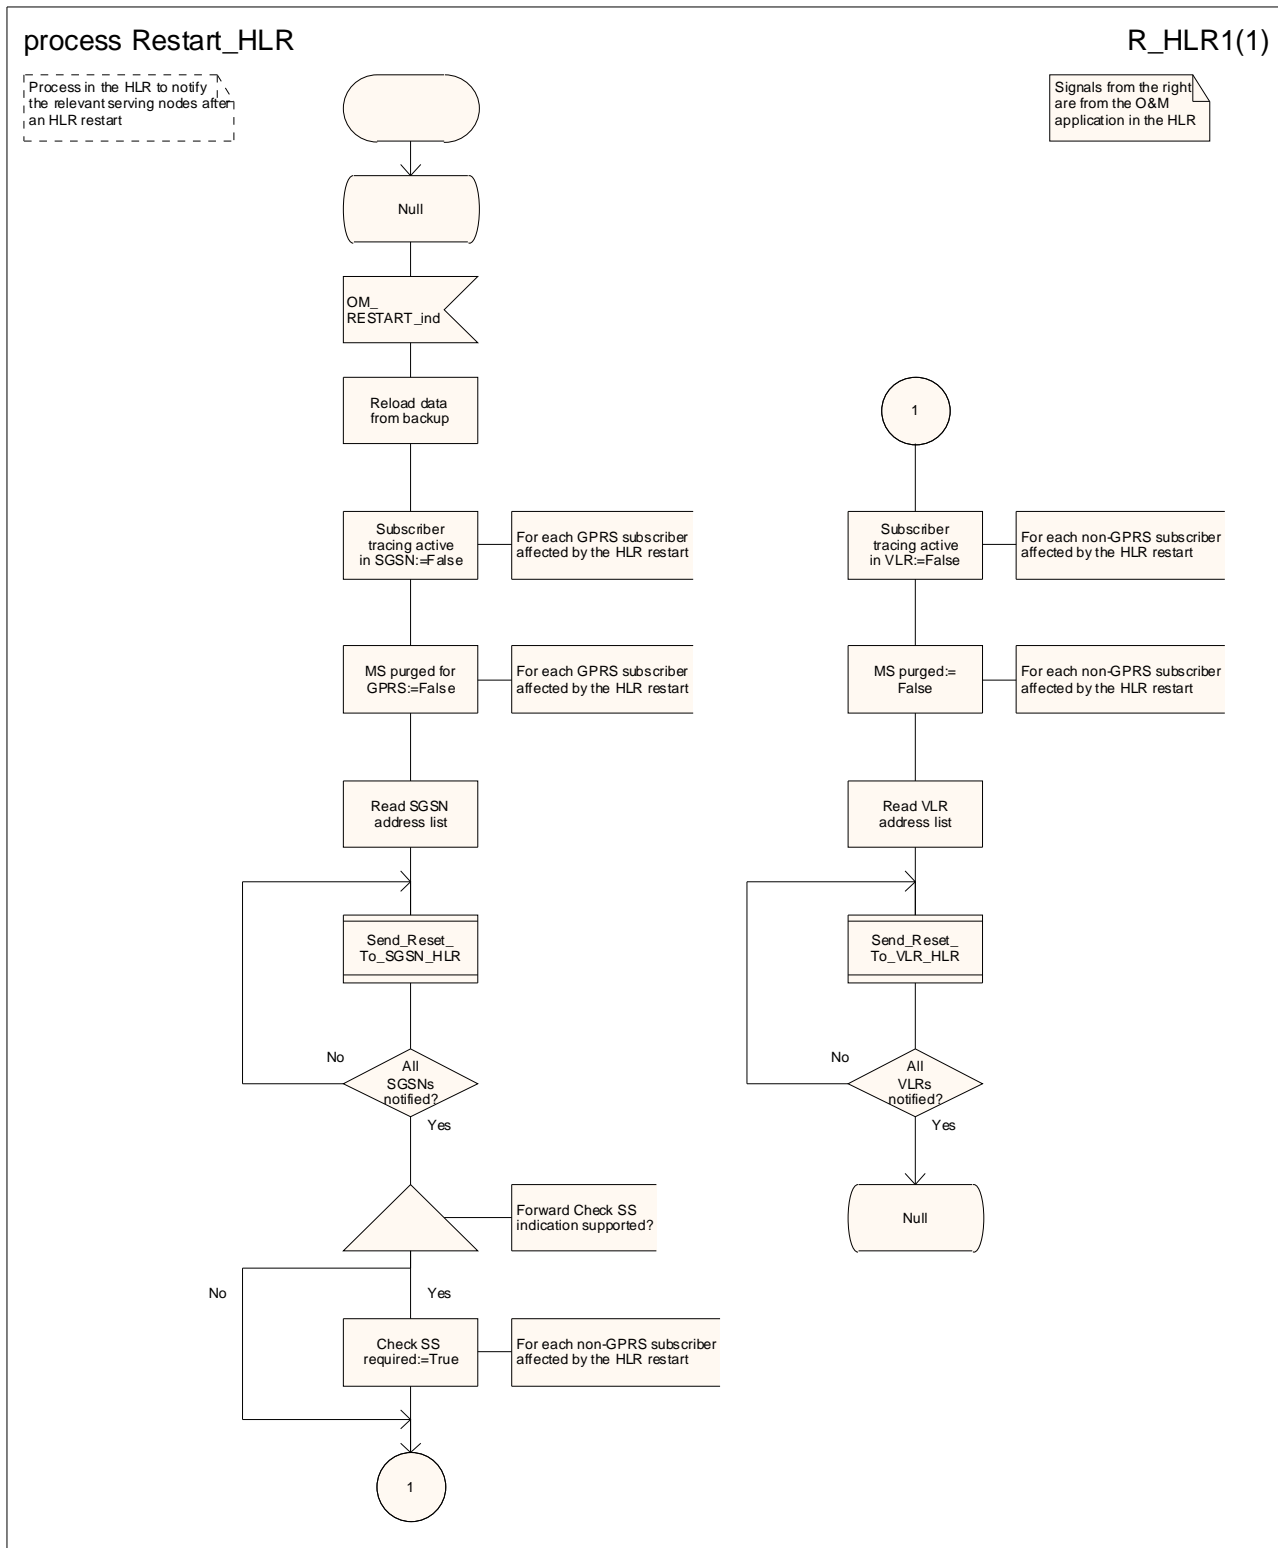 process Restart_HLR
R_HLR1(1)
Process in the HLR to notify
the relevant serving nodes after
an HLR restart
Signals from the right
are from the O&M
application in the HLR
Null
OM_
RESTART_ind
Reload data
from backup
Subscriber
tracing active
in SGSN:=False
For each GPRS subscriber
affected by the HLR restart
MS purged for
GPRS:=False
For each GPRS subscriber
affected by the HLR restart
Read SGSN
address list
Send_Reset_
To_SGSN_HLR
No
All
SGSNs
notified?
Yes
Forward Check SS
indication supported?
No
Yes
Check SS
required:=True
For each non-GPRS subscriber
affected by the HLR restart
1
1
Subscriber
tracing active
in VLR:=False
For each non-GPRS subscriber
affected by the HLR restart
MS purged:=
False
For each non-GPRS subscriber
affected by the HLR restart
Read VLR
address list
Send_Reset_
To_VLR_HLR
No
All
VLRs
notified?
Yes
Null